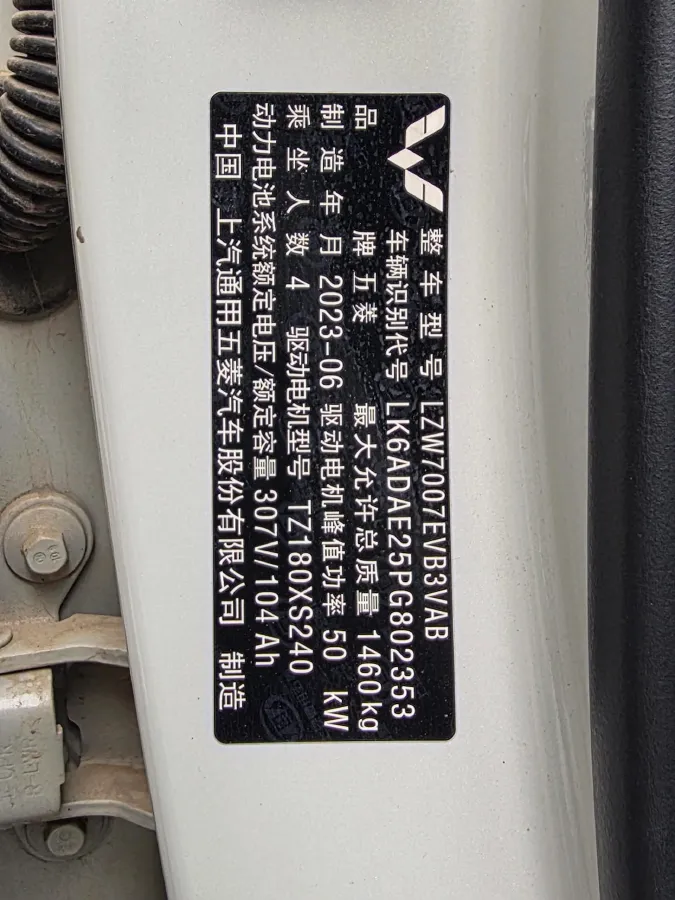 整车型号 LZW7007EVB3VAB
车辆识别代号 LK6ADAE25PG802353
品牌 五菱 最大允许总质量 1460kg
制造年月 2023-06 驱动电机峰值功率 50 kW
乘坐人数 4 驱动电机型号 TZ180XS240
动力电池系统额定电压/额定容量 307V/104Ah
中国 上汽通用五菱汽车股份有限公司 制造